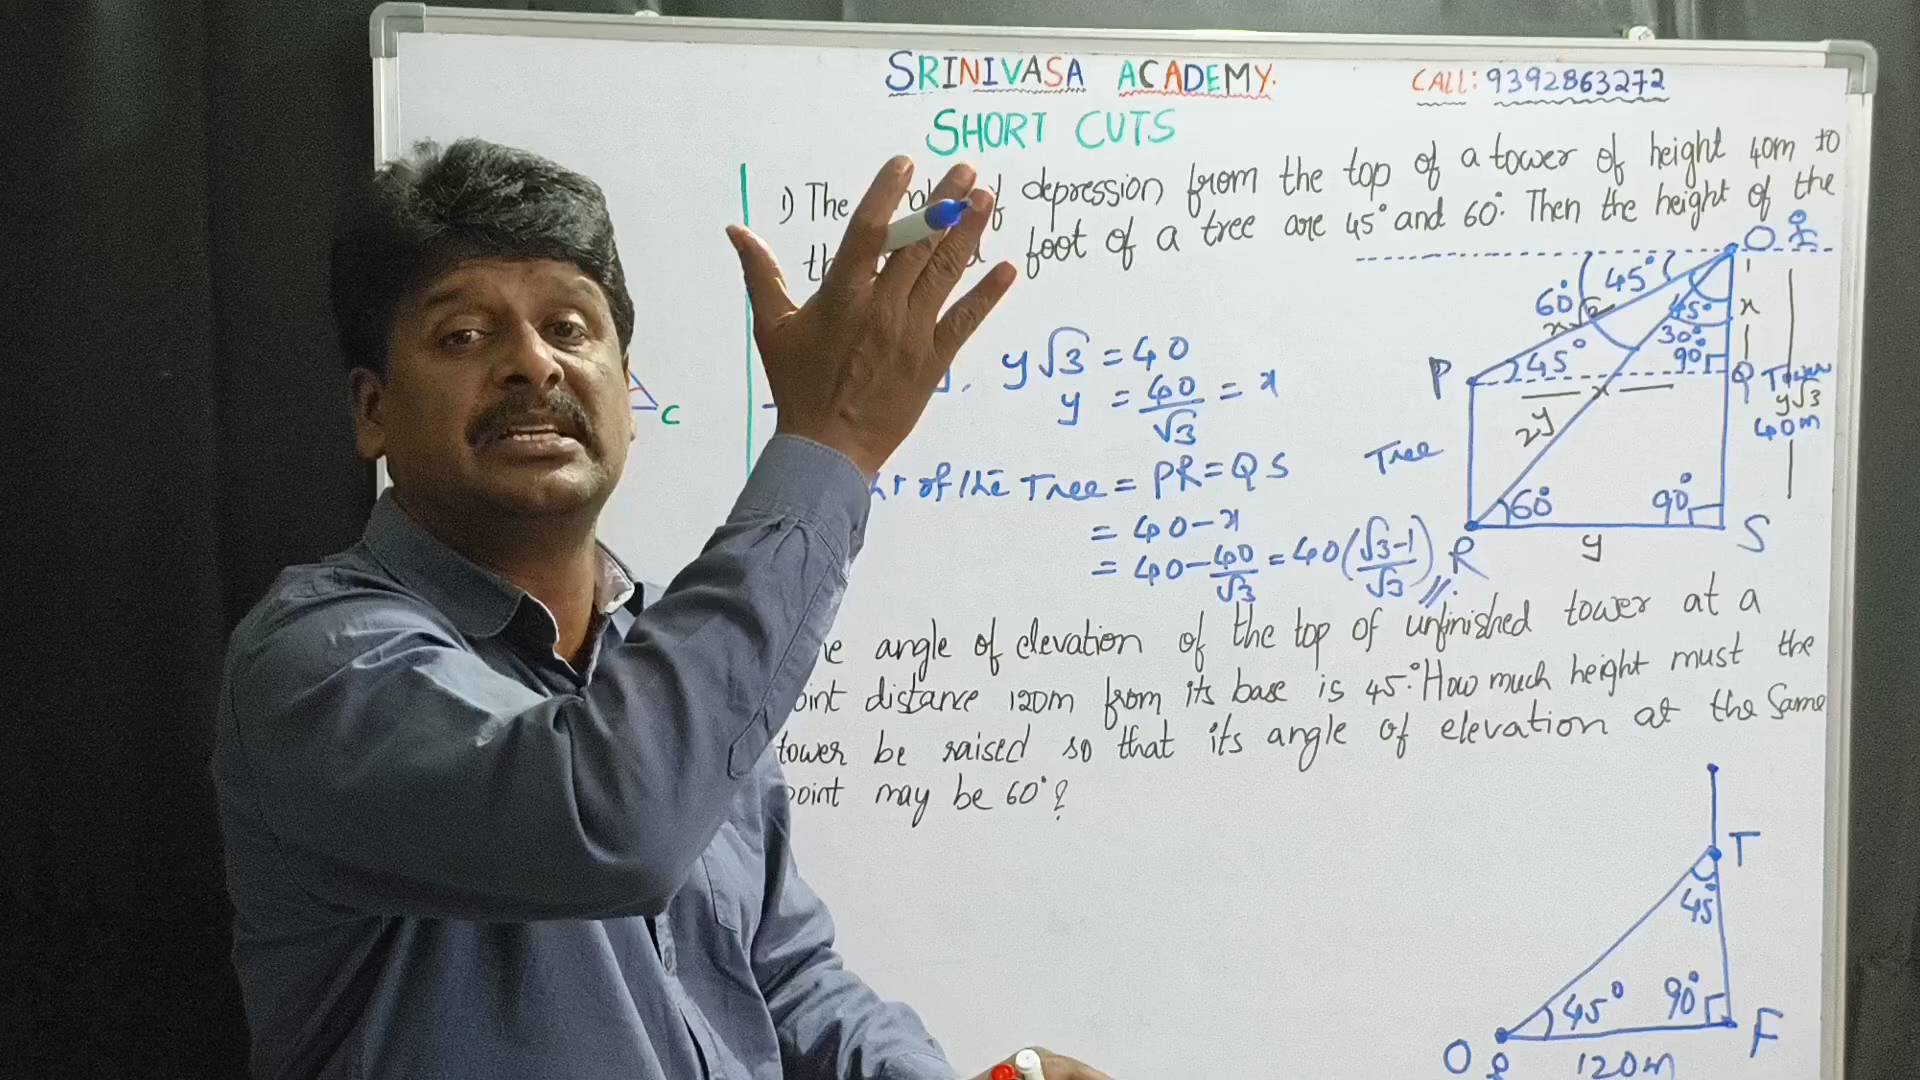 SRINIVASA ACADEMY.
CALL: 9392863272
SHORT CUTS
1) The of depression from the top of a tower of height 40m to
foot of a tree are 45° and 60°. Then the height of the
y√3 = 40
y = 40/√3 = x
of the Tree = PR = QS
= 40 - x
= 40 - 40/√3 = 40(√3-1/√3)//.
C
O
60° 45°
x√2
45°
x
30°
90°
P 45° x Q Tower
y√3
40m
2y
Tree
60° 90°
R y S
angle of elevation of the top of unfinished tower at a
distance 120m from its base is 45°. How much height must the
tower be raised so that its angle of elevation at the same
point may be 60°?
T
45°
45° 90°
O 120m F